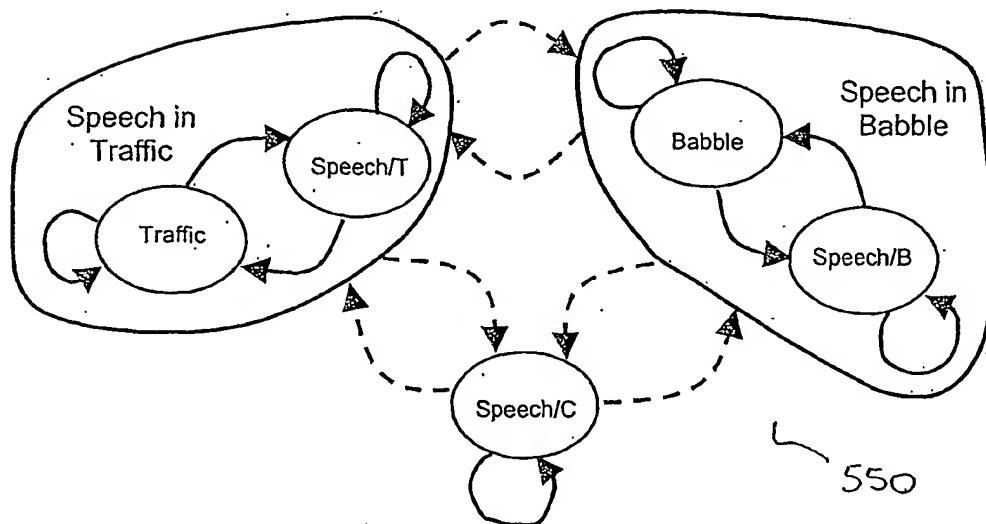 Speech in
Traffic
Speech/T
Traffic
Speech in
Babble
Babble
Speech/B
Speech/C
550